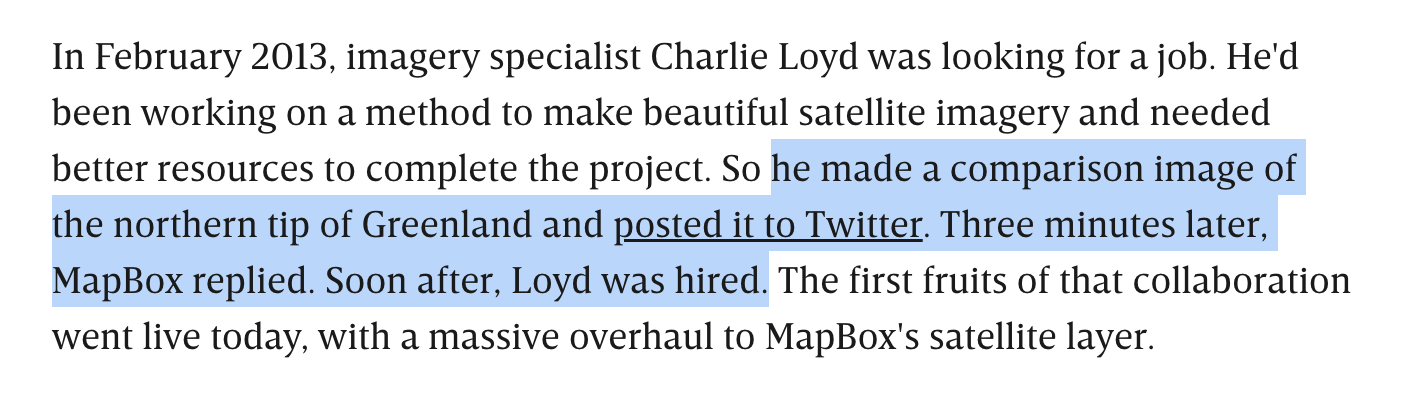 In February 2013, imagery specialist Charlie Loyd was looking for a job. He'd
been working on a method to make beautiful satellite imagery and needed
better resources to complete the project. So he made a comparison image of
the northern tip of Greenland and posted it to Twitter. Three minutes later,
MapBox replied. Soon after, Loyd was hired. The first fruits of that collaboration
went live today, with a massive overhaul to MapBox's satellite layer.